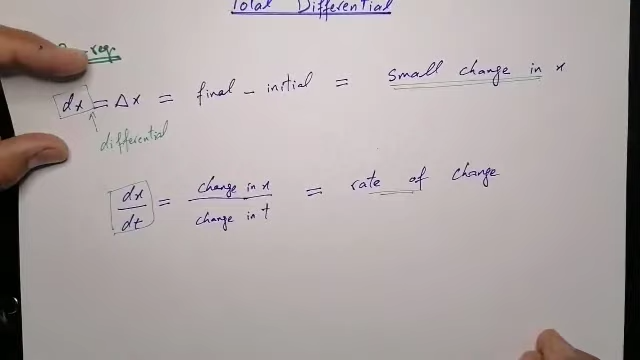 Total Differential
dx = Δx = final - initial = small change in x
differential
dx/dt = change in x / change in t = rate of change